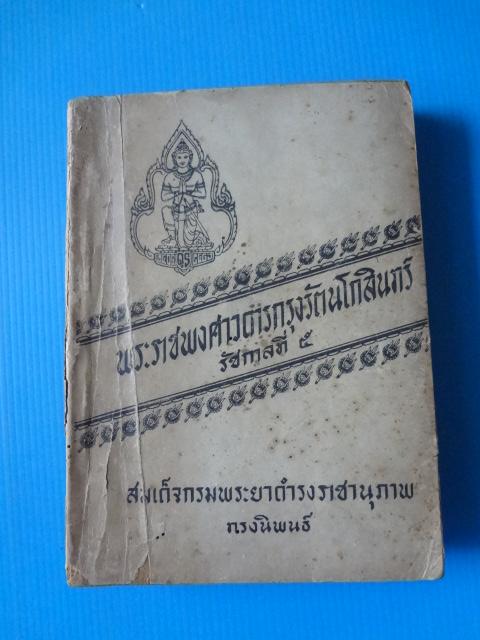 พระราชพงศาวดารกรุงรัตนโกสินทร์
รัชกาลที่ ๕
สมเด็จกรมพระยาดำรงราชานุภาพ
ทรงนิพนธ์